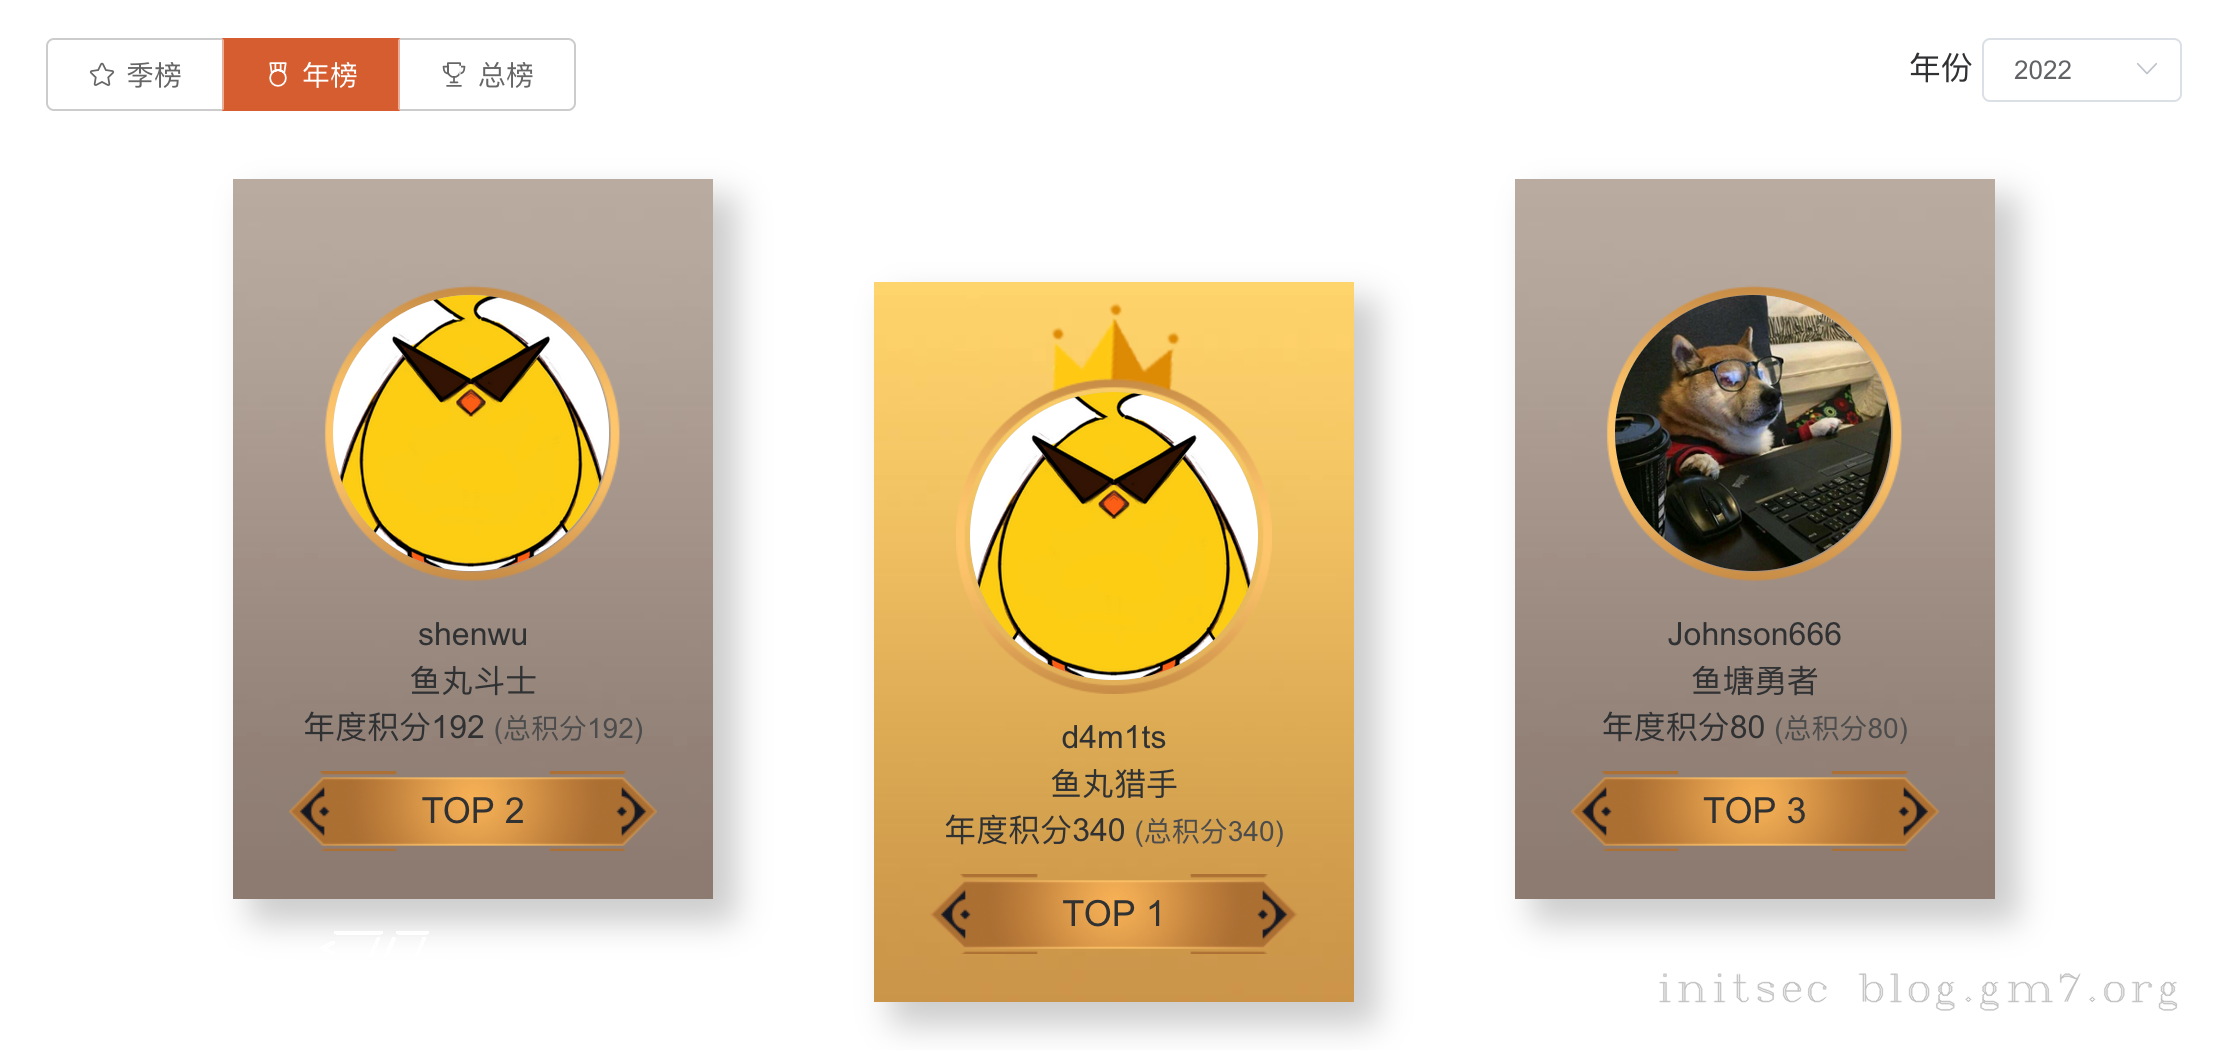 季榜 年榜 总榜
年份 2022
shenwu
鱼丸斗士
年度积分192 (总积分192)
TOP 2
d4m1ts
鱼丸猎手
年度积分340 (总积分340)
TOP 1
Johnson666
鱼塘勇者
年度积分80 (总积分80)
TOP 3
initsec blog.gm7.org